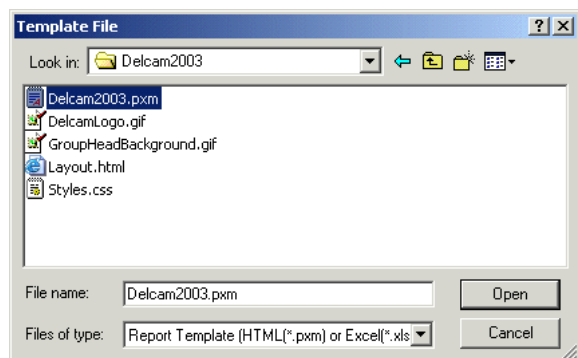 Template File
Look in: Delcam2003
Delcam2003.pxm
DelcamLogo.gif
GroupHeadBackground.gif
Layout.html
Styles.css
File name: Delcam2003.pxm Open
Files of type: Report Template (HTML(*.pxm) or Excel(*.xls Cancel